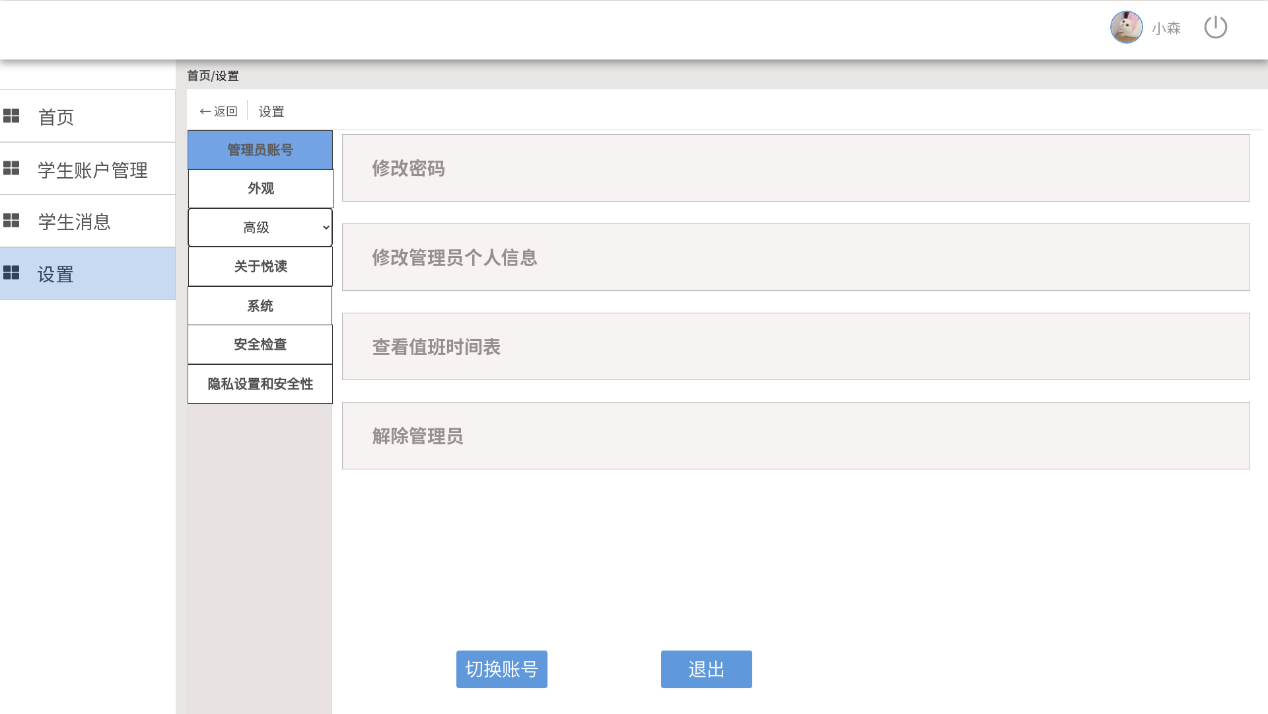 小森
首页/设置
首页
学生账户管理
学生消息
设置
←返回
设置
管理员账号
外观
高级
关于悦读
系统
安全检查
隐私设置和安全性
修改密码
修改管理员个人信息
查看值班时间表
解除管理员
切换账号
退出